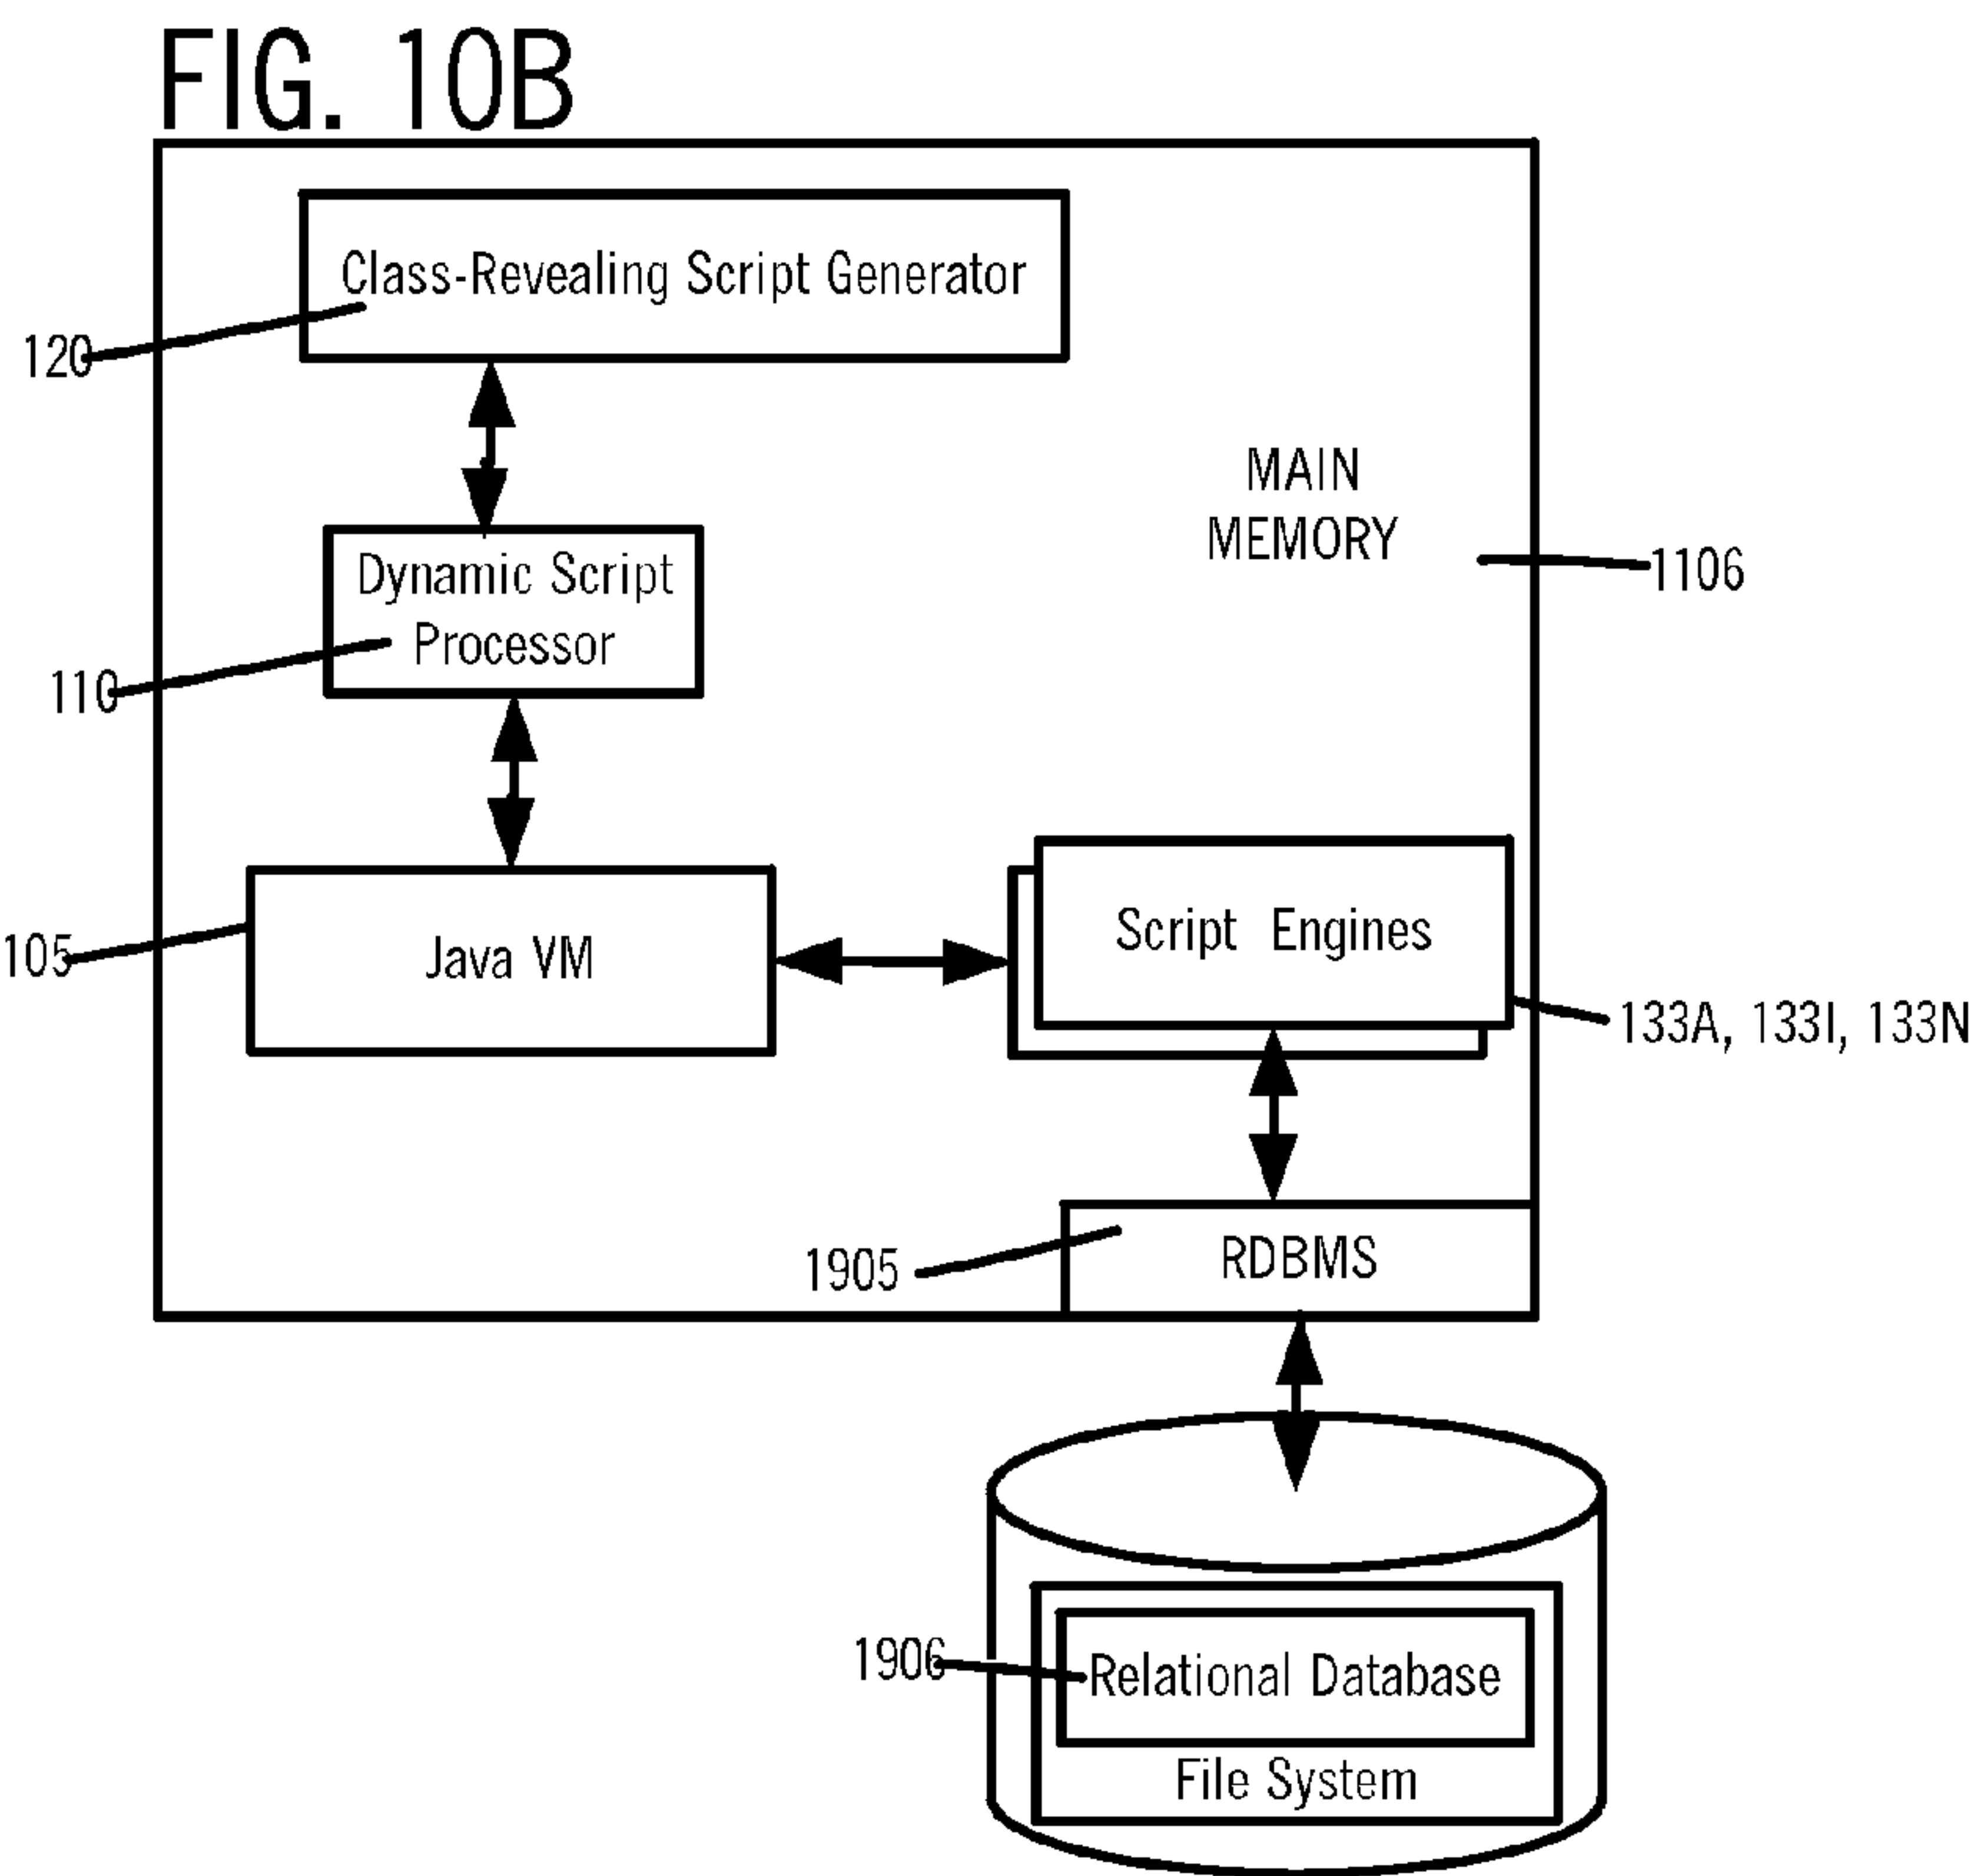 FIG. 10B
Class-Revealing Script Generator
120
MAIN
MEMORY
1106
Dynamic Script
Processor
110
Java VM
105
Script Engines
133A, 133I, 133N
RDBMS
1905
Relational Database
1906
File System